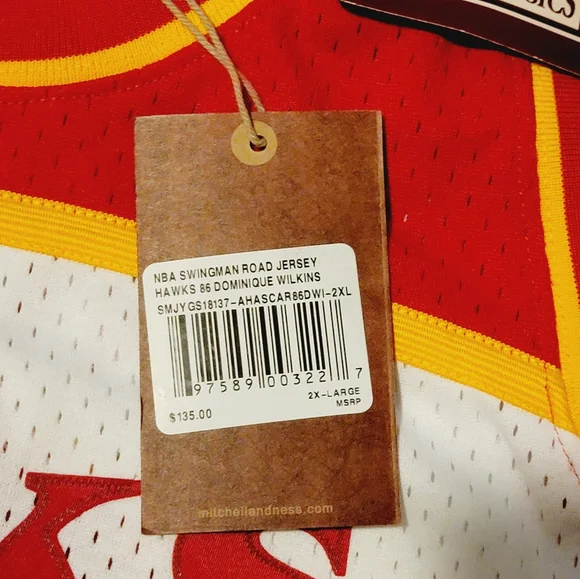 SICS
NBA SWINGMAN ROAD JERSEY
HAWKS 86 DOMINIQUE WILKINS
SMJYGS18137-AHASCAR86DWI-2XL
97589 00322 7
2X-LARGE
$135.00 MSRP
mitchellandness.com